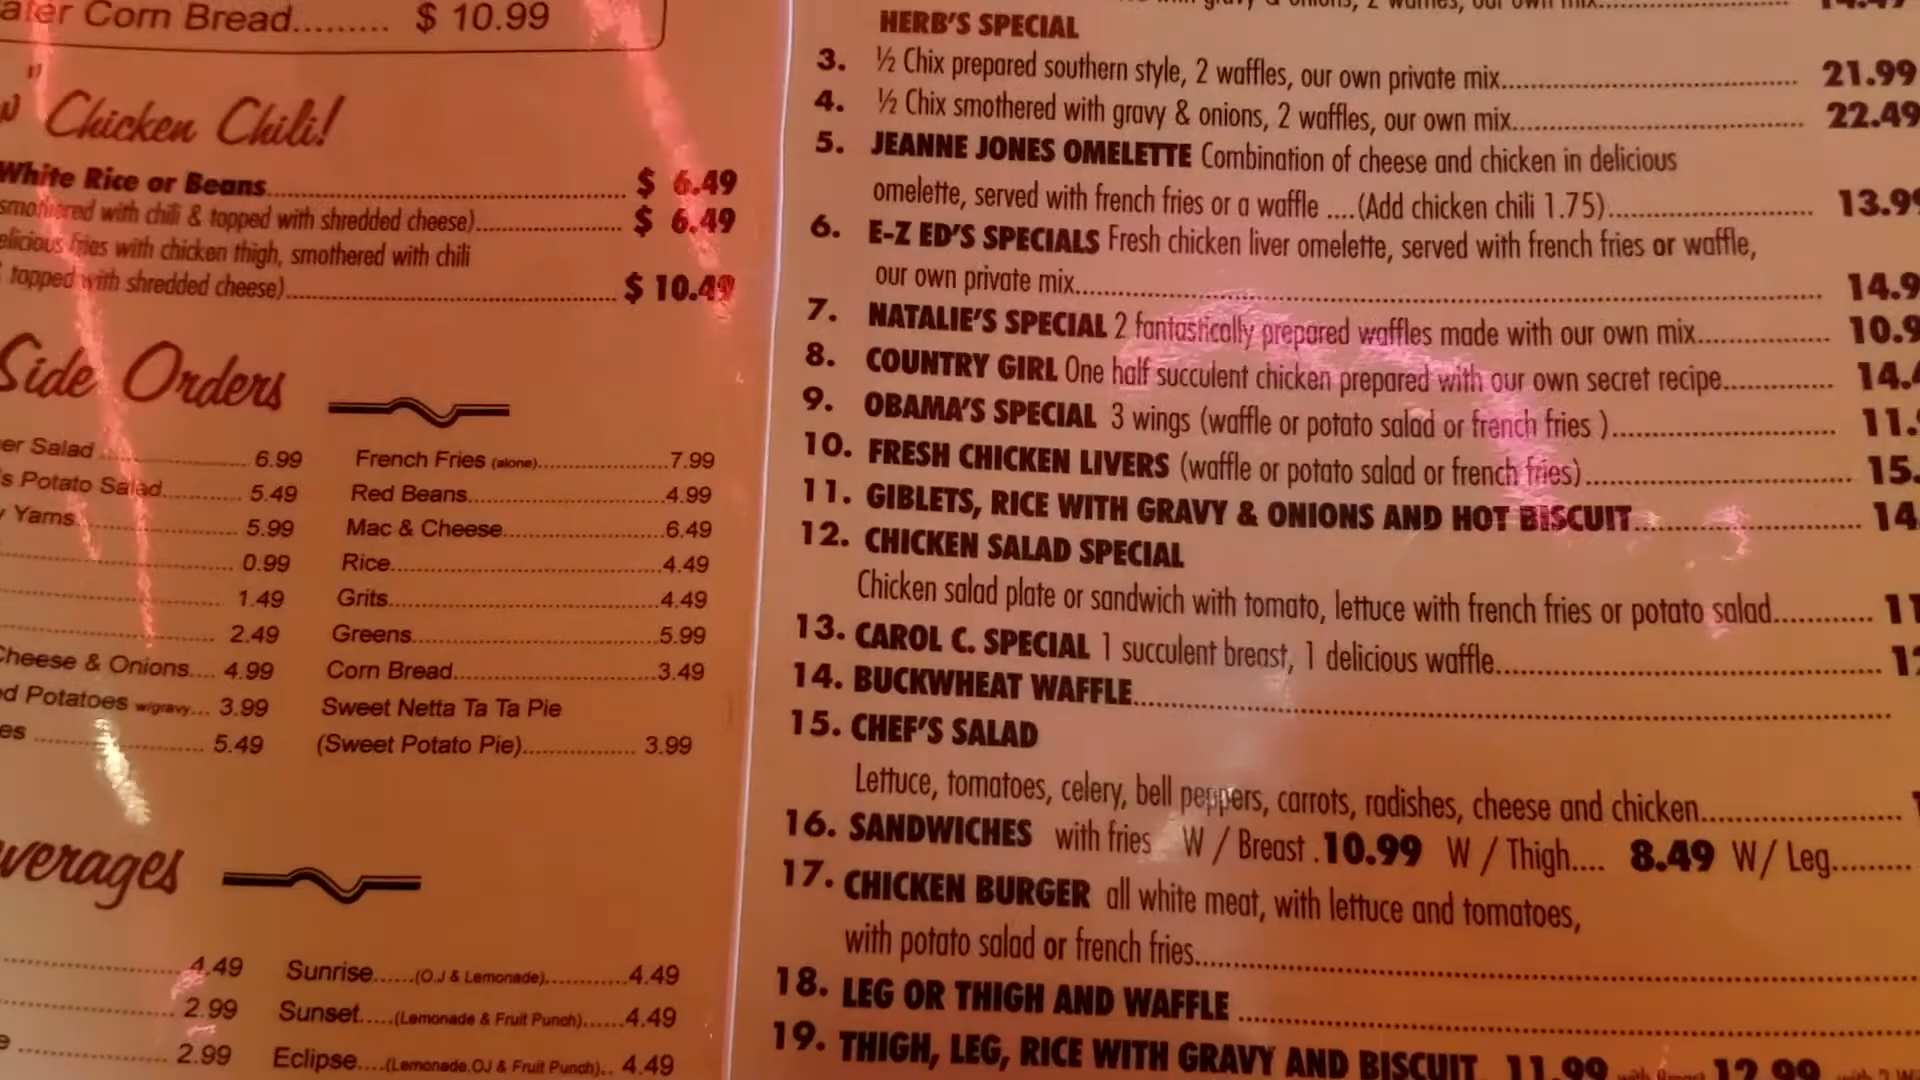 Corn Bread......... $ 10.99
Chicken Chili!
White Rice or Beans.................... $ 6.49
smothered with chili & topped with shredded cheese).................... $ 6.49
fries with chicken thigh, smothered with chili
topped with shredded cheese).................... $ 10.49
Side Orders
Salad .................... 6.99
Potato Salad.................... 5.49
Yams.................... 5.99
.................... 0.99
.................... 1.49
.................... 2.49
Cheese & Onions.... 4.99
Potatoes w/gravy... 3.99
.................... 5.49
French Fries (alone)....................7.99
Red Beans....................4.99
Mac & Cheese....................6.49
Rice....................4.49
Grits....................4.49
Greens....................5.99
Corn Bread....................3.49
Sweet Netta Ta Ta Pie
(Sweet Potato Pie).................... 3.99
.................... 4.49
.................... 2.99
.................... 2.99
Sunrise......(O.J & Lemonade)...........4.49
Sunset.....(Lemonade & Fruit Punch)......4.49
Eclipse....(Lemonade.OJ & Fruit Punch).. 4.49
HERB'S SPECIAL
3. ½ Chix prepared southern style, 2 waffles, our own private mix.................... 21.99
4. ½ Chix smothered with gravy & onions, 2 waffles, our own mix.................... 22.49
5. JEANNE JONES OMELETTE Combination of cheese and chicken in delicious
omelette, served with french fries or a waffle ....(Add chicken chili 1.75)....................
6. E-Z ED'S SPECIALS Fresh chicken liver omelette, served with french fries or waffle,
our own private mix....................
7. NATALIE'S SPECIAL 2 fantastically prepared waffles made with our own mix....................
8. COUNTRY GIRL One half succulent chicken prepared with our own secret recipe....................
9. OBAMA'S SPECIAL 3 wings (waffle or potato salad or french fries )....................
10. FRESH CHICKEN LIVERS (waffle or potato salad or french fries)....................
11. GIBLETS, RICE WITH GRAVY & ONIONS AND HOT BISCUIT....................
12. CHICKEN SALAD SPECIAL
Chicken salad plate or sandwich with tomato, lettuce with french fries or potato salad............
13. CAROL C. SPECIAL 1 succulent breast, 1 delicious waffle....................
14. BUCKWHEAT WAFFLE....................
15. CHEF'S SALAD
Lettuce, tomatoes, celery, bell peppers, carrots, radishes, cheese and chicken....................
16. SANDWICHES with fries W / Breast .10.99 W / Thigh.... 8.49 W/ Leg.........
17. CHICKEN BURGER all white meat, with lettuce and tomatoes,
with potato salad or french fries....................
18. LEG OR THIGH AND WAFFLE ....................
19. THIGH, LEG, RICE WITH GRAVY AND BISCUIT 11.99 12.99